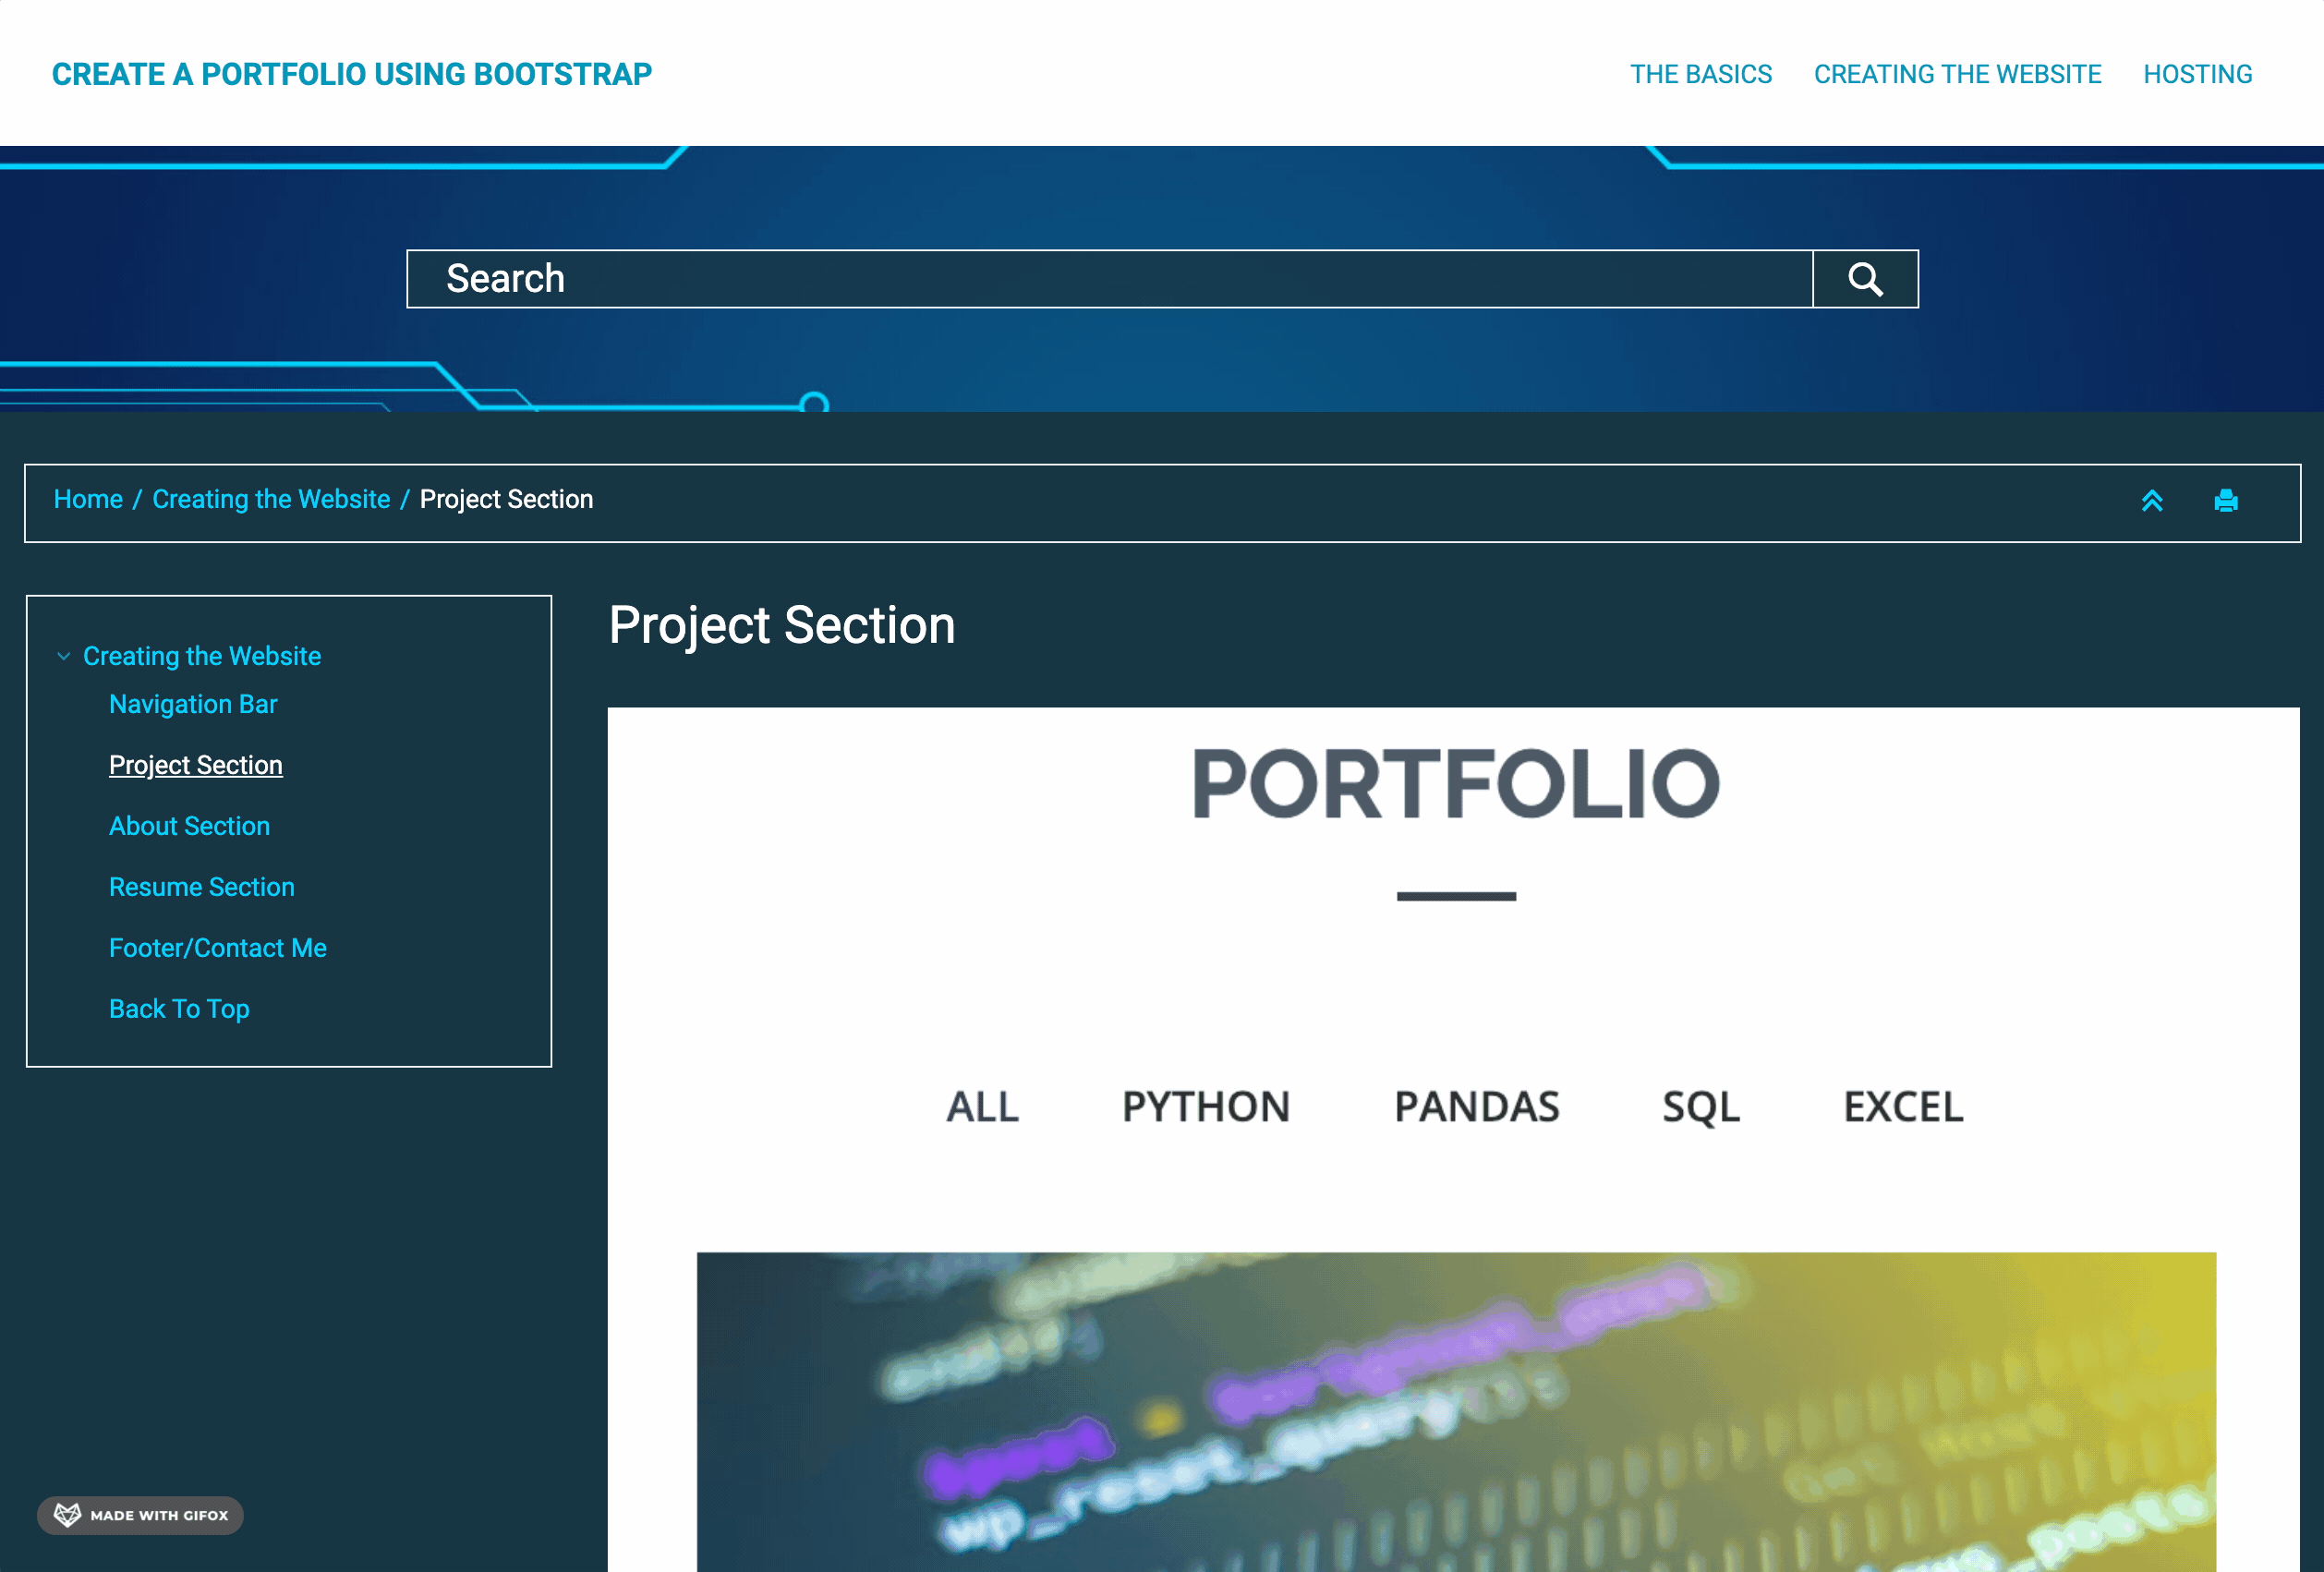 CREATE A PORTFOLIO USING BOOTSTRAP
THE BASICS
CREATING THE WEBSITE
HOSTING
Search
Home / Creating the Website / Project Section
Creating the Website
Navigation Bar
Project Section
About Section
Resume Section
Footer/Contact Me
Back To Top
Project Section
PORTFOLIO
ALL
PYTHON
PANDAS
SQL
EXCEL
wp_reset_query
MADE WITH GIFOX